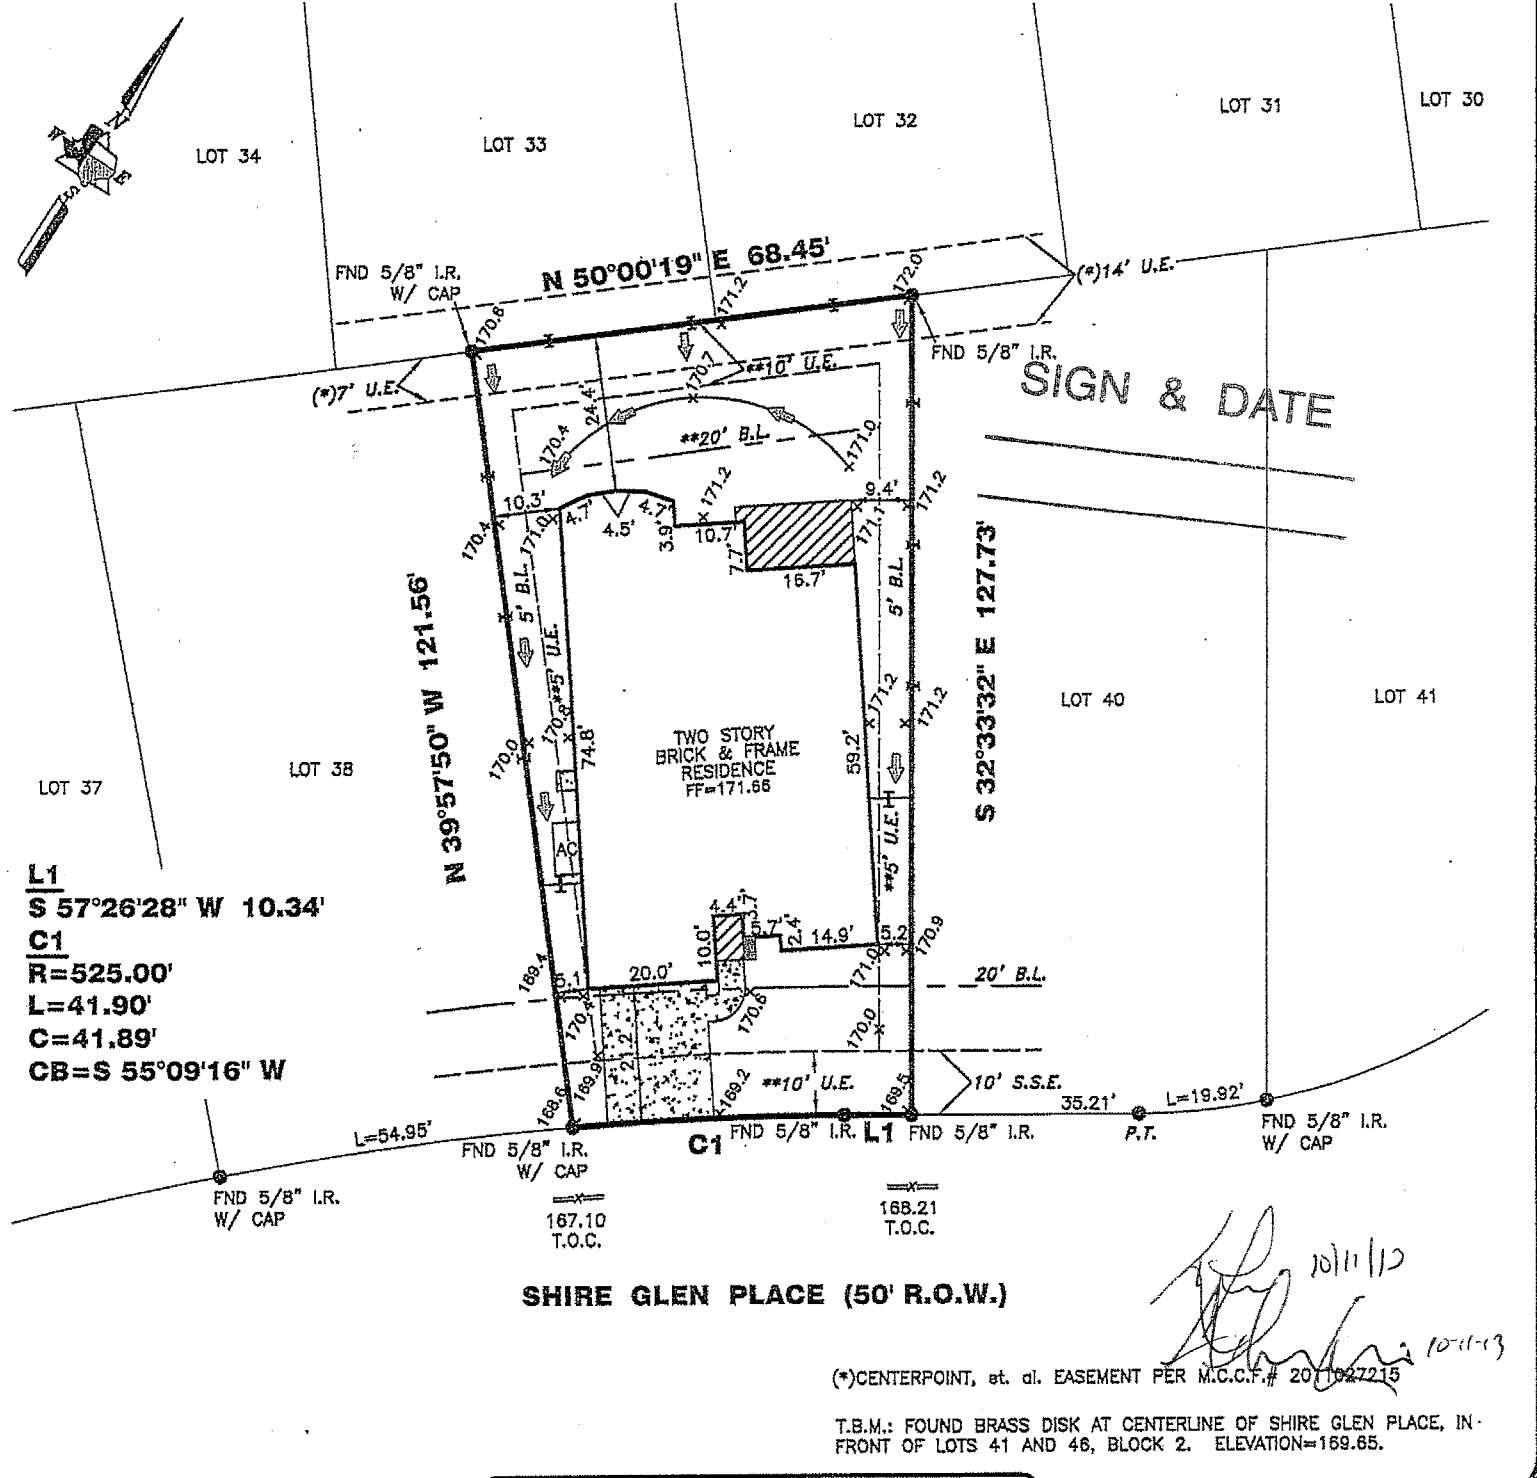 N
W
E
S
LOT 34
LOT 33
LOT 32
LOT 31
LOT 30
FND 5/8" I.R.
W/ CAP
N 50°00'19" E 68.45'
170.8
171.2
172.0
(*)14' U.E.
FND 5/8" I.R.
(*)7' U.E.
**10' U.E.
170.7
SIGN & DATE
24.4'
**20' B.L.
170.4
171.0
10.3'
4.7'
4.5'
4.7'
3.9'
171.2
10.7'
7.7'
16.7'
9.4'
171.1
171.2
170.4
171.0
5' B.L.
**5' U.E.
5' B.L.
N 39°57'50" W 121.56'
S 32°33'32" E 127.73'
170.0
170.8
74.8'
TWO STORY
BRICK & FRAME
RESIDENCE
FF=171.66
59.2'
171.2
171.2
LOT 37
LOT 38
LOT 40
LOT 41
AC
**5' U.E.
L1
S 57°26'28" W 10.34'
C1
R=525.00'
L=41.90'
C=41.89'
CB=S 55°09'16" W
4.4'
3.7'
5.7'
2.4'
14.9'
5.2'
170.9
10.0'
20.0'
169.4
5.1'
171.0
20' B.L.
170.6
170.0
21.2'
169.9
168.6
169.2
**10' U.E.
169.5
10' S.S.E.
L=54.95'
FND 5/8" I.R.
W/ CAP
C1
FND 5/8" I.R.
L1
FND 5/8" I.R.
35.21'
P.T.
L=19.92'
FND 5/8" I.R.
W/ CAP
FND 5/8" I.R.
W/ CAP
167.10
T.O.C.
168.21
T.O.C.
SHIRE GLEN PLACE (50' R.O.W.)
10/11/13
10-11-13
(*)CENTERPOINT, et. al. EASEMENT PER M.C.C.F.# 2011027215
T.B.M.: FOUND BRASS DISK AT CENTERLINE OF SHIRE GLEN PLACE, IN
FRONT OF LOTS 41 AND 46, BLOCK 2. ELEVATION=169.65.